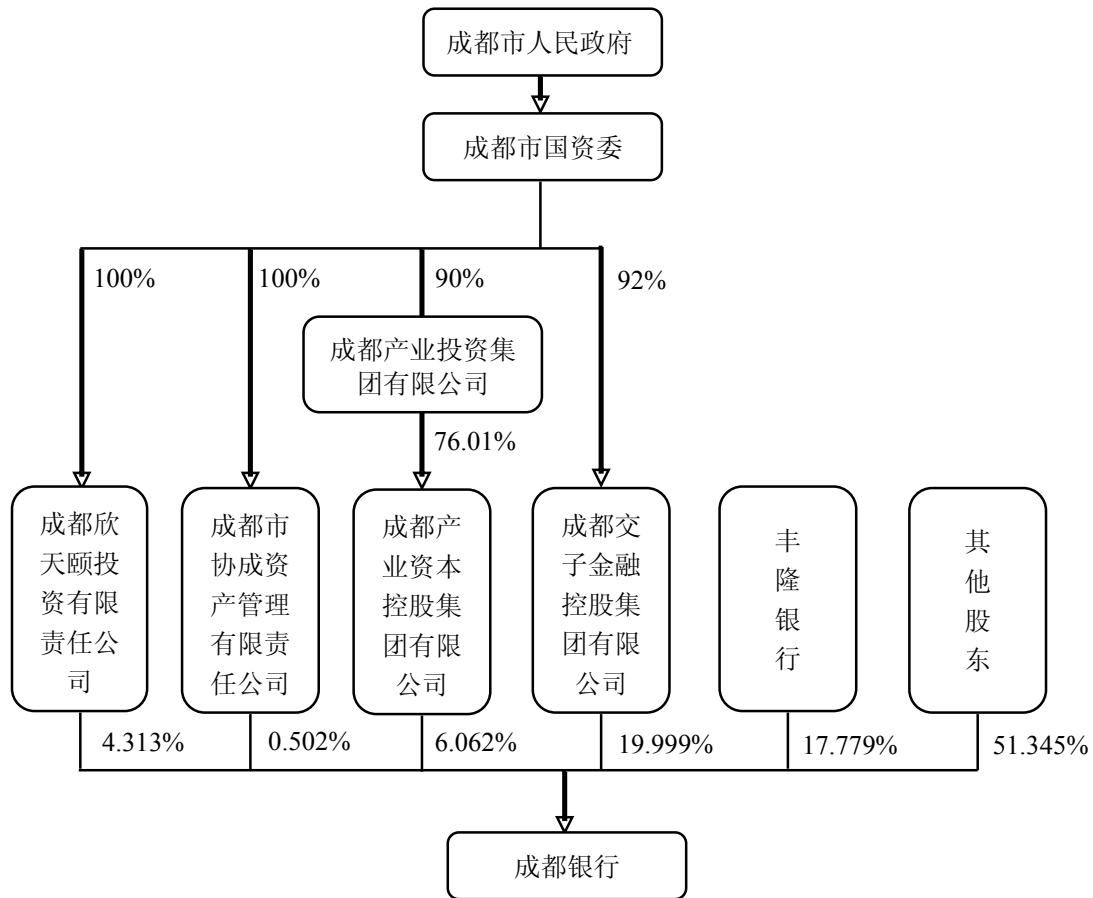 成都市人民政府
成都市国资委
100%
100%
90%
92%
成都产业投资集
团有限公司
76.01%
成都欣
天颐投
资有限
责任公
司
成都市
协成资
产管理
有限责
任公司
成都产
业资本
控股集
团有限
公司
成都交
子金融
控股集
团有限
公司
丰
隆
银
行
其
他
股
东
4.313%
0.502%
6.062%
19.999%
17.779%
51.345%
成都银行